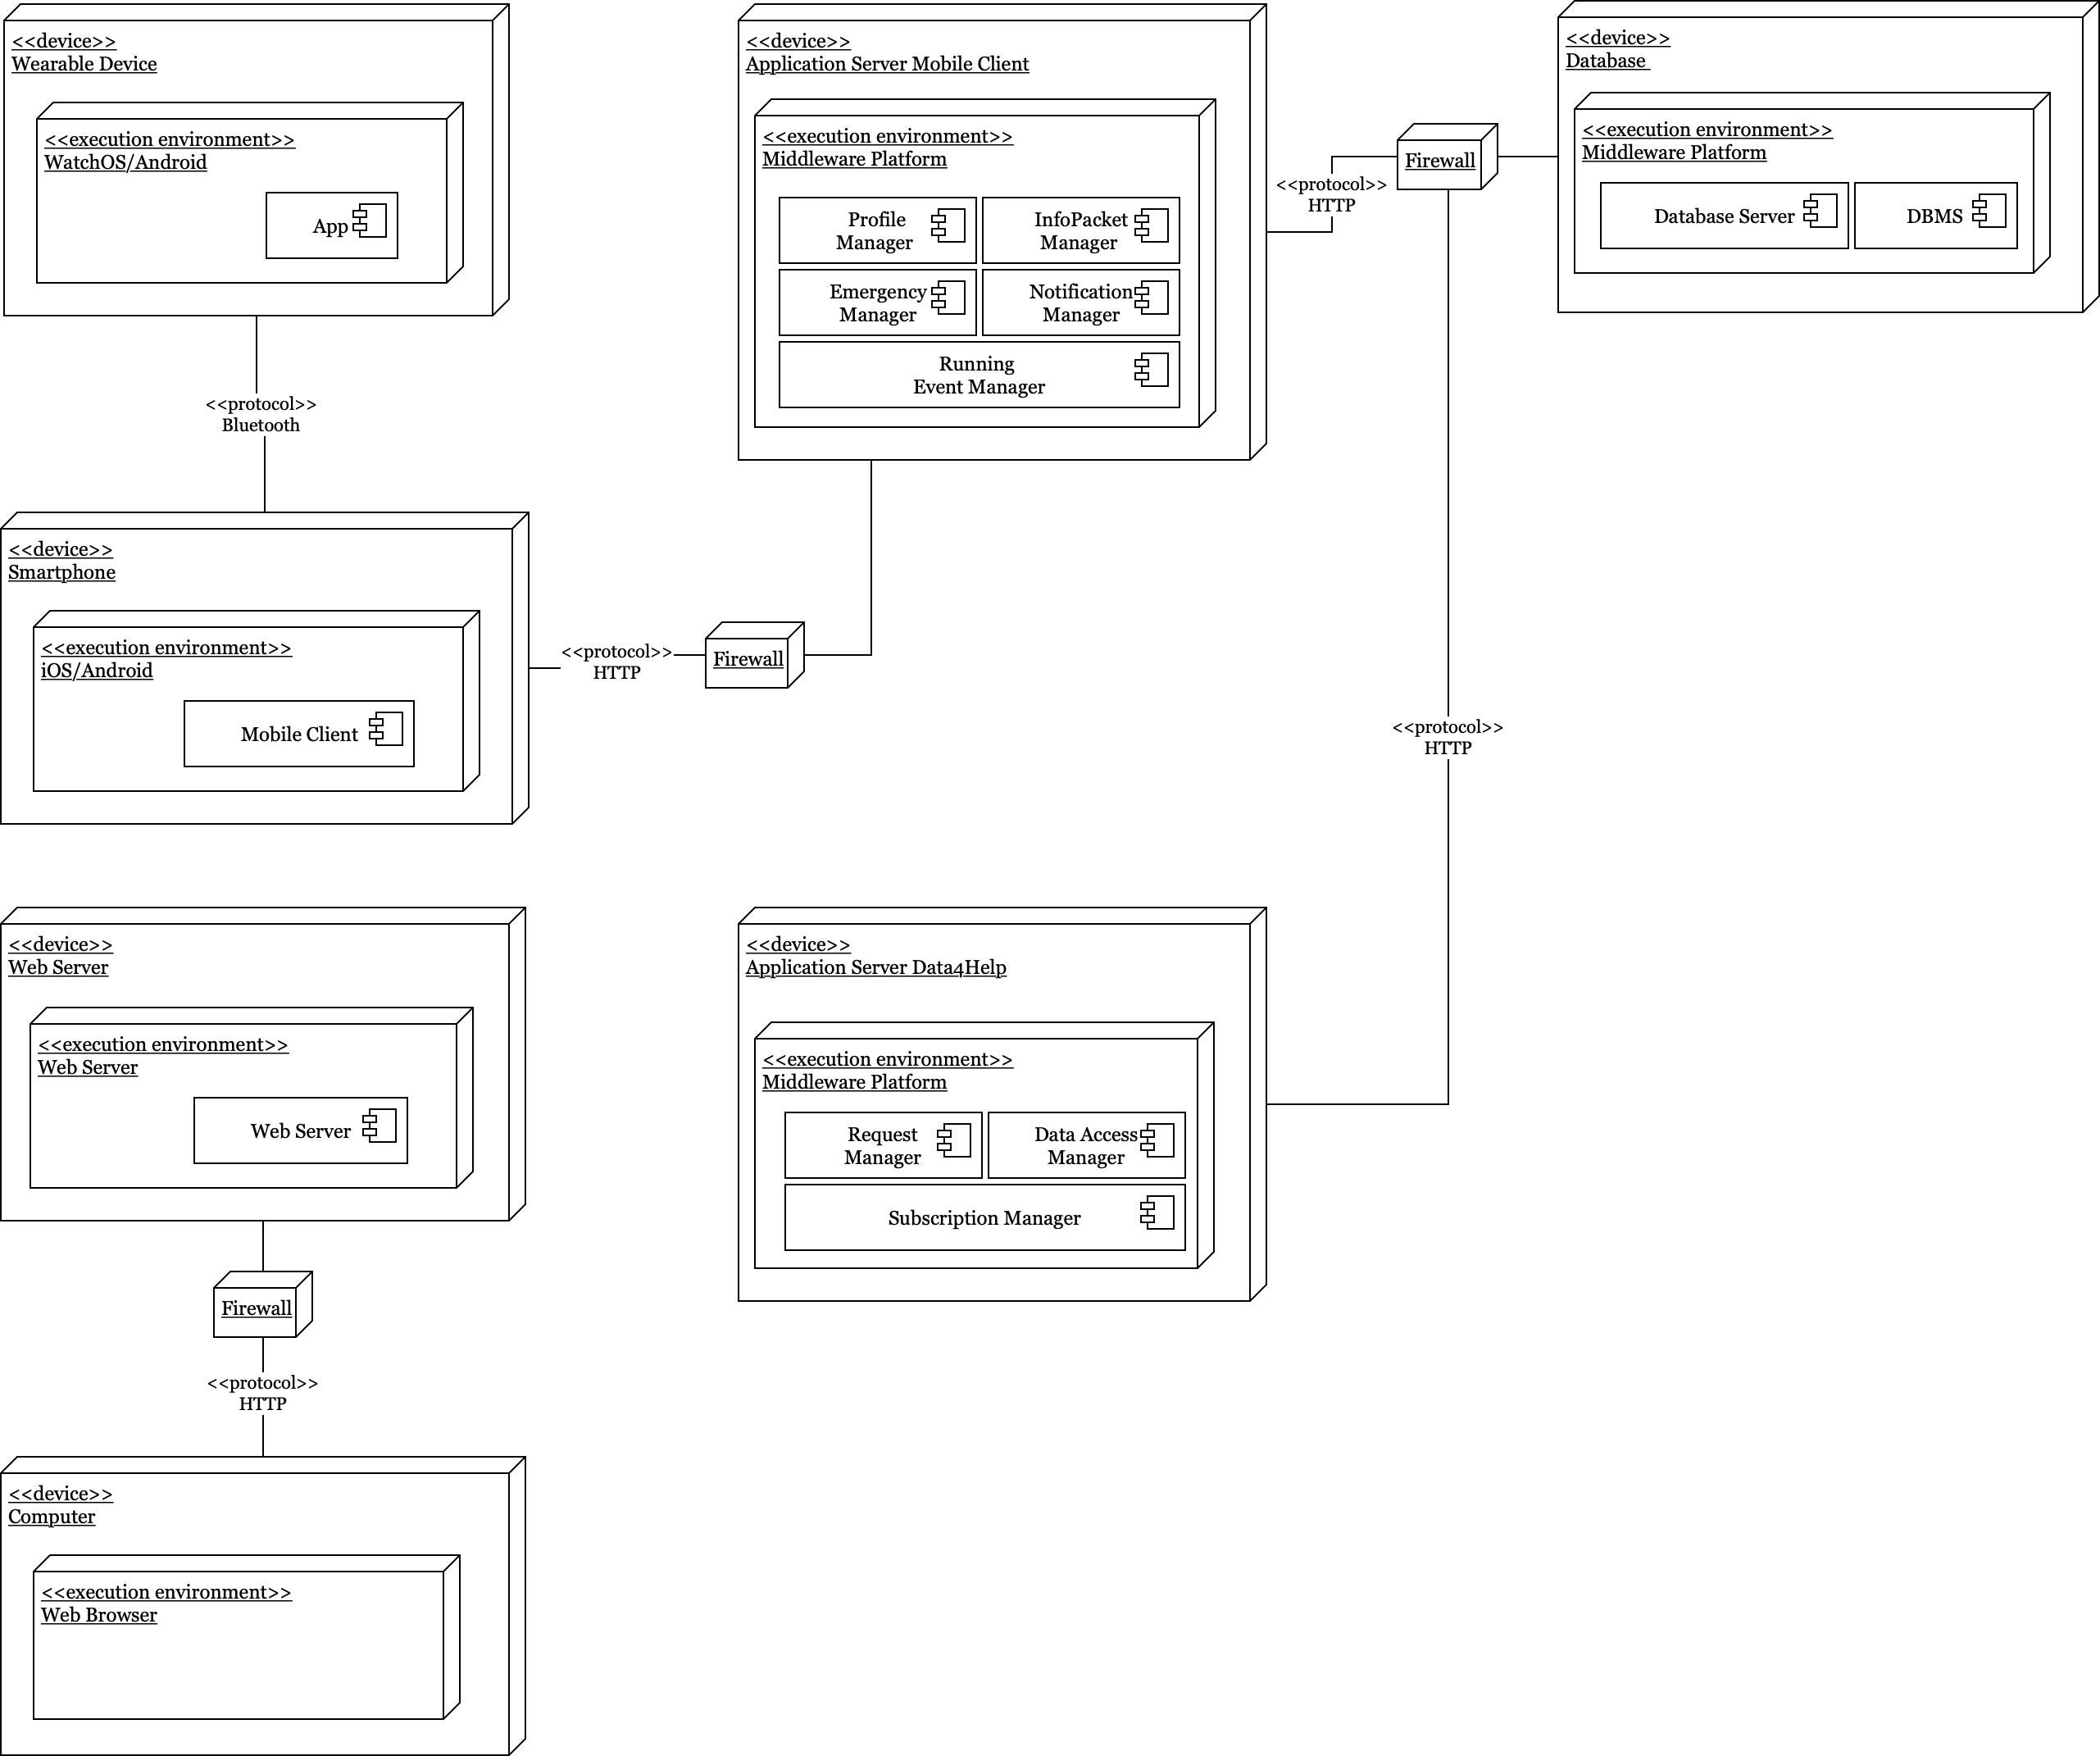 <<device>>
Wearable Device
<<execution environment>>
WatchOS/Android
App
<<protocol>>
Bluetooth
<<device>>
Smartphone
<<execution environment>>
iOS/Android
Mobile Client
<<protocol>>
HTTP
Firewall
<<device>>
Application Server Mobile Client
<<execution environment>>
Middleware Platform
Profile
Manager
InfoPacket
Manager
Emergency
Manager
Notification
Manager
Running
Event Manager
<<protocol>>
HTTP
Firewall
<<device>>
Database
<<execution environment>>
Middleware Platform
Database Server
DBMS
<<protocol>>
HTTP
<<device>>
Web Server
<<execution environment>>
Web Server
Web Server
Firewall
<<protocol>>
HTTP
<<device>>
Computer
<<execution environment>>
Web Browser
<<device>>
Application Server Data4Help
<<execution environment>>
Middleware Platform
Request
Manager
Data Access
Manager
Subscription Manager